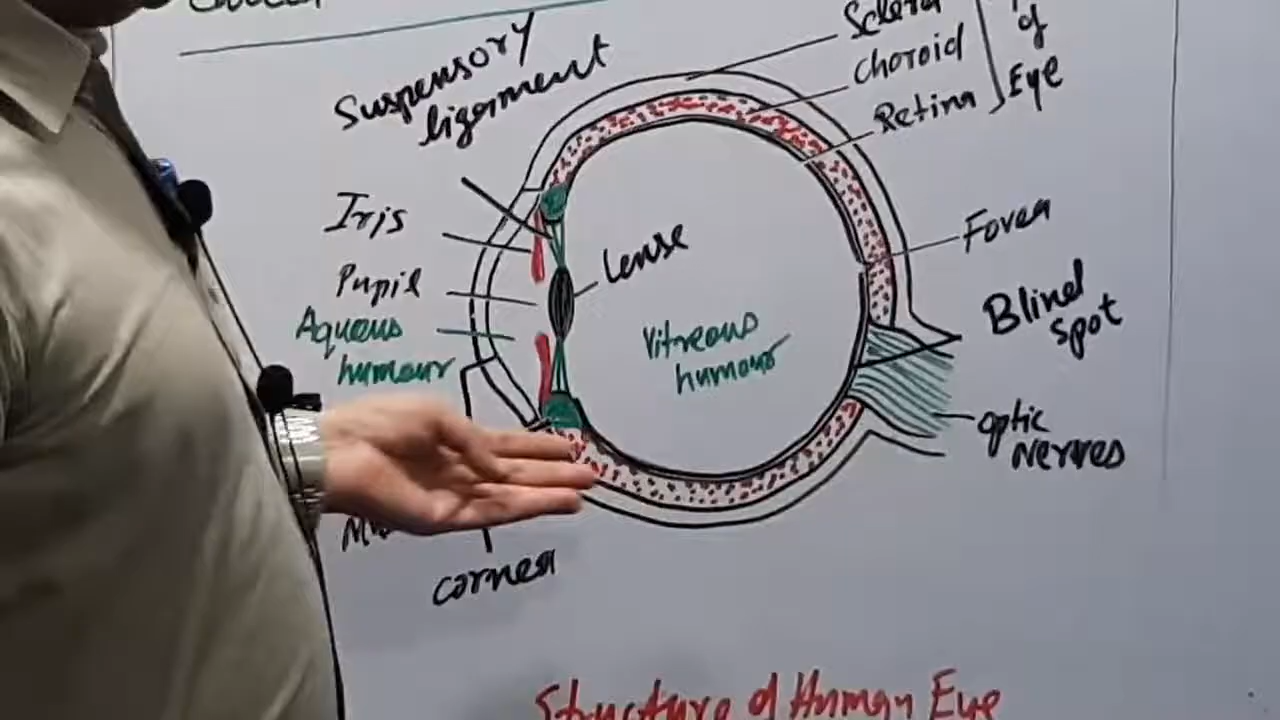 Suspensory
ligament
Sclera
Choroid
Retina
of
Eye
Iris
Pupil
Lense
Aqueous
humour
Vitreous
humour
Fovea
Blind
Spot
optic
Nerves
cornea
Structure of Human Eye